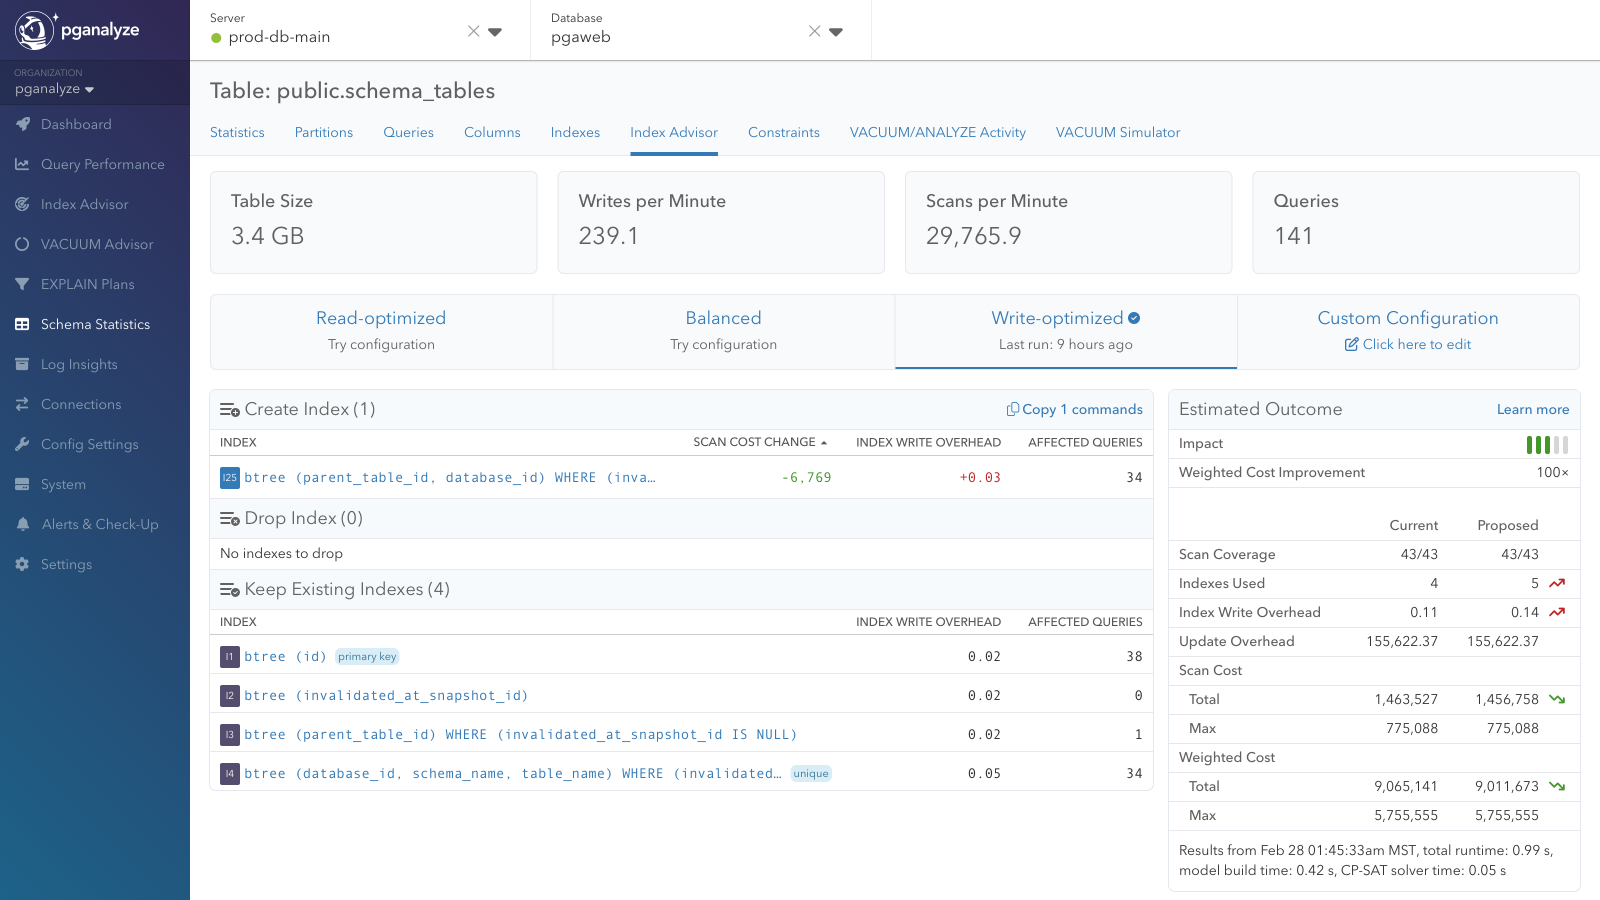 pganalyze
ORGANIZATION
pganalyze
Dashboard
Query Performance
Index Advisor
VACUUM Advisor
EXPLAIN Plans
Schema Statistics
Log Insights
Connections
Config Settings
System
Alerts & Check-Up
Settings
Server
prod-db-main
Database
pgaweb
Table: public.schema_tables
Statistics Partitions Queries Columns Indexes Index Advisor Constraints VACUUM/ANALYZE Activity VACUUM Simulator
Table Size
3.4 GB
Writes per Minute
239.1
Scans per Minute
29,765.9
Queries
141
Read-optimized
Try configuration
Balanced
Try configuration
Write-optimized
Last run: 9 hours ago
Custom Configuration
Click here to edit
Create Index (1) Copy 1 commands
INDEX SCAN COST CHANGE INDEX WRITE OVERHEAD AFFECTED QUERIES
I25 btree (parent_table_id, database_id) WHERE (inva… -6,769 +0.03 34
Drop Index (0)
No indexes to drop
Keep Existing Indexes (4)
INDEX INDEX WRITE OVERHEAD AFFECTED QUERIES
I1 btree (id) primary key 0.02 38
I2 btree (invalidated_at_snapshot_id) 0.02 0
I3 btree (parent_table_id) WHERE (invalidated_at_snapshot_id IS NULL) 0.02 1
I4 btree (database_id, schema_name, table_name) WHERE (invalidated… unique 0.05 34
Estimated Outcome Learn more
Impact
Weighted Cost Improvement 100×
Current Proposed
Scan Coverage 43/43 43/43
Indexes Used 4 5
Index Write Overhead 0.11 0.14
Update Overhead 155,622.37 155,622.37
Scan Cost
Total 1,463,527 1,456,758
Max 775,088 775,088
Weighted Cost
Total 9,065,141 9,011,673
Max 5,755,555 5,755,555
Results from Feb 28 01:45:33am MST, total runtime: 0.99 s,
model build time: 0.42 s, CP-SAT solver time: 0.05 s